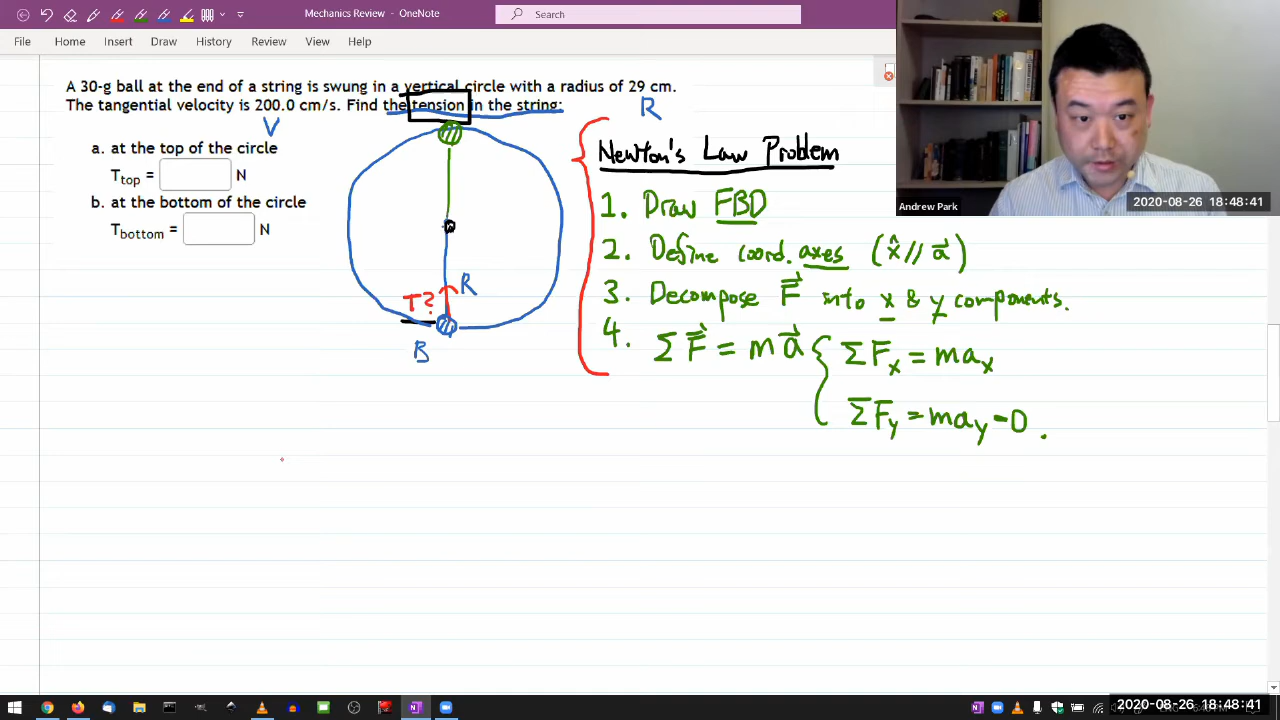 Mechanics Review - OneNote
Search
File Home Insert Draw History Review View Help
A 30-g ball at the end of a string is swung in a vertical circle with a radius of 29 cm.
The tangential velocity is 200.0 cm/s. Find the tension in the string:
V
R
a. at the top of the circle
Ttop = N
b. at the bottom of the circle
Tbottom = N
T?
R
B
Newton's Law Problem
1. Draw FBD
2. Define coord. axes (x̂ // a⃗)
3. Decompose F⃗ into x & y components.
4. ΣF⃗ = ma⃗ { ΣFx = max
ΣFy = may = 0.
Andrew Park
2020-08-26 18:48:41
2020-08-26 18:48:41